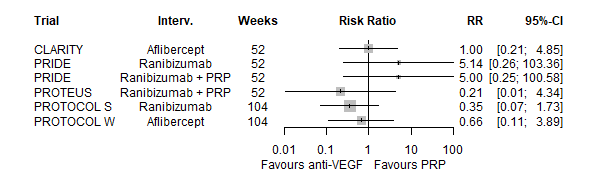 Trial Interv. Weeks Risk Ratio RR 95%-CI
CLARITY Aflibercept 52 1.00 [0.21; 4.85]
PRIDE Ranibizumab 52 5.14 [0.26; 103.36]
PRIDE Ranibizumab + PRP 52 5.00 [0.25; 100.58]
PROTEUS Ranibizumab + PRP 52 0.21 [0.01; 4.34]
PROTOCOL S Ranibizumab 104 0.35 [0.07; 1.73]
PROTOCOL W Aflibercept 104 0.66 [0.11; 3.89]
0.01 0.1 1 10 100
Favours anti-VEGF Favours PRP